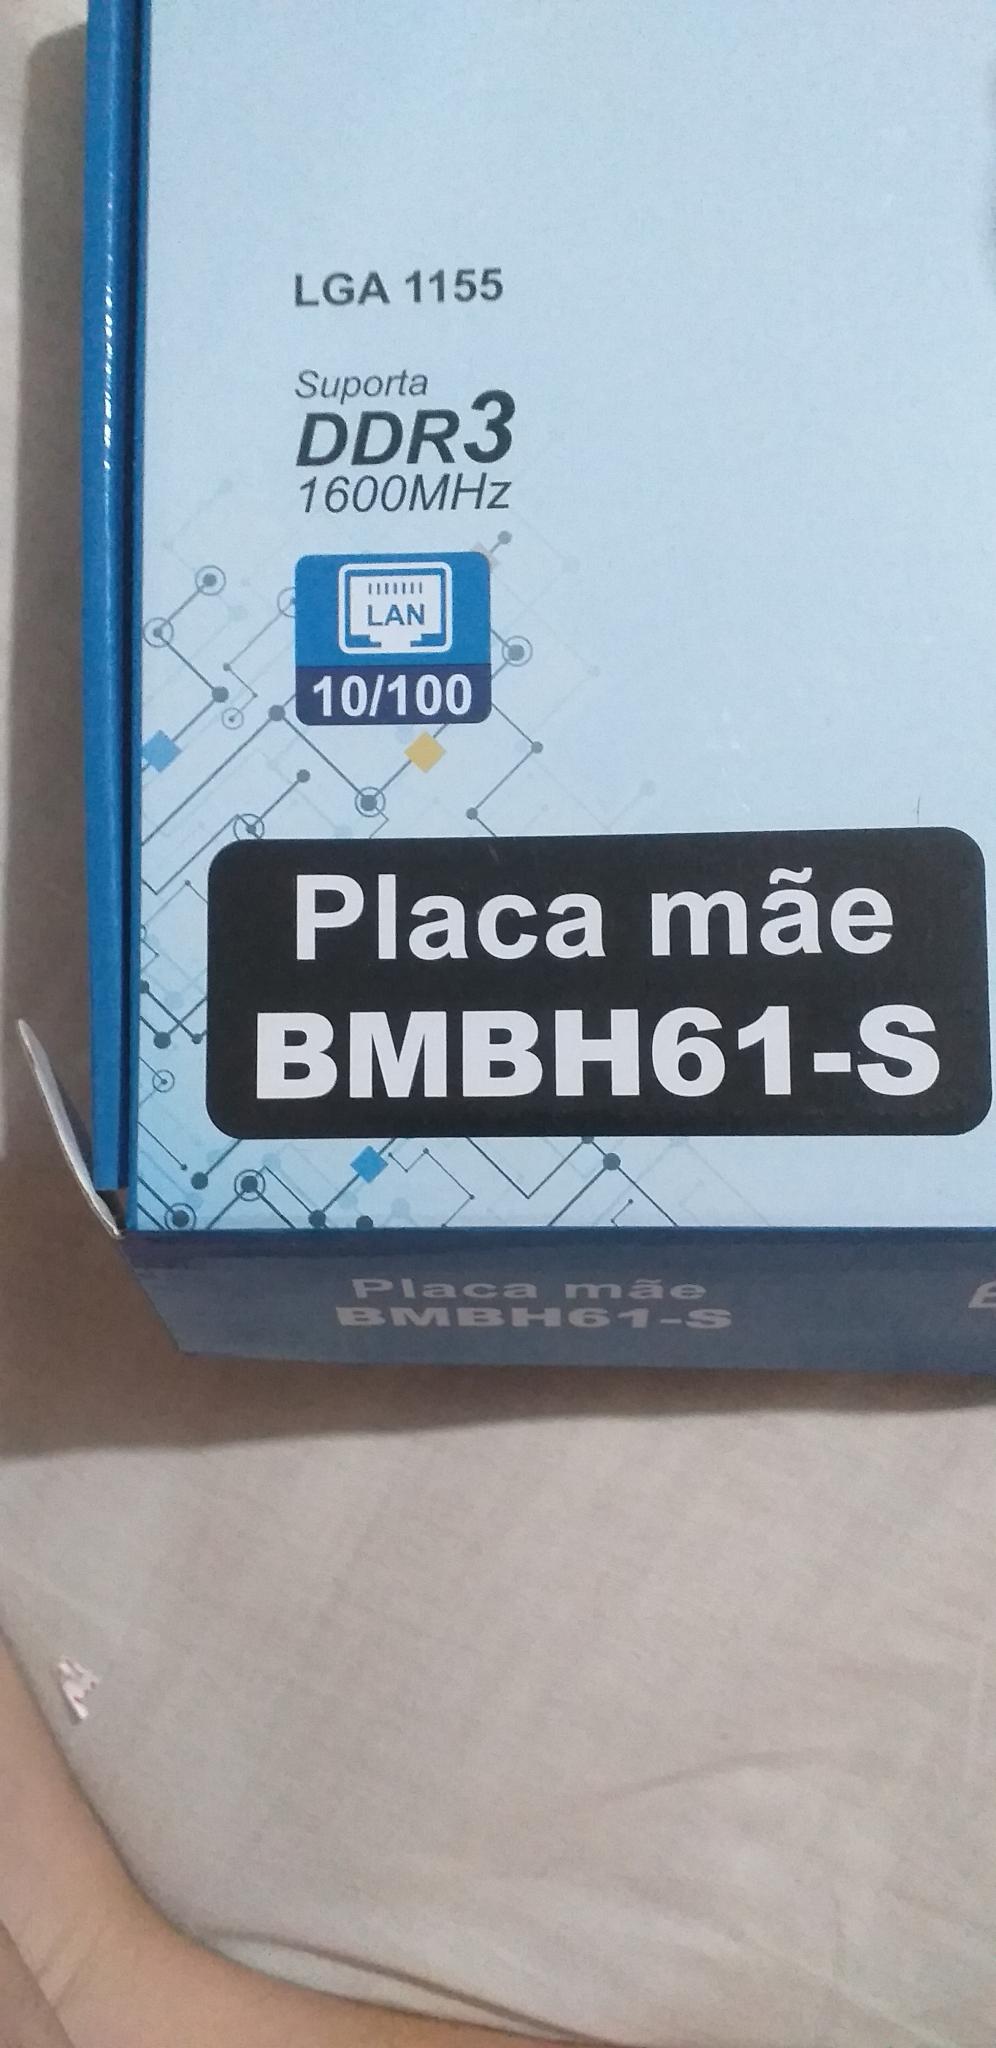 LGA 1155
Suporta
DDR3
1600MHz
LAN
10/100
Placa mãe
BMBH61-S
Placa mãe
BMBH61-S